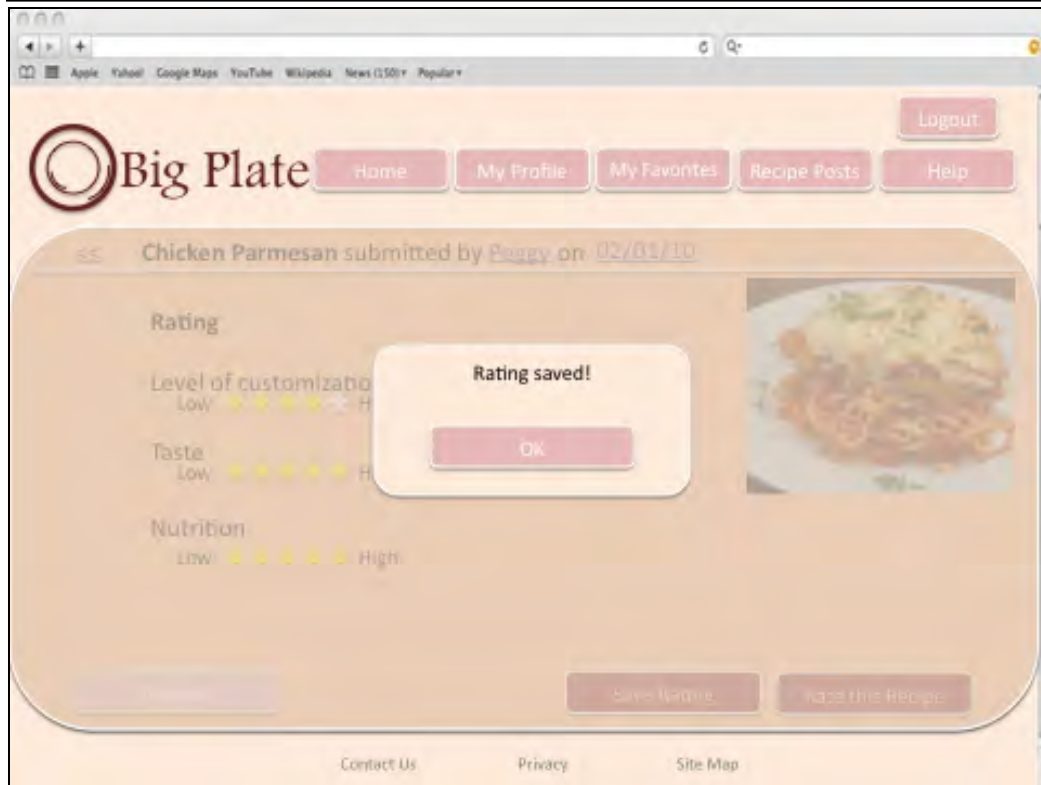 Apple Yahoo! Google Maps YouTube Wikipedia News (150)▾ Popular▾
Logout
Big Plate
Home My Profile My Favorites Recipe Posts Help
<< Chicken Parmesan submitted by Peggy on 02/01/10
Rating
Level of customizatio
Low H
Taste
Low H
Nutrition
Low High
Rating saved!
OK
Save Rating Rate this Recipe
Contact Us Privacy Site Map